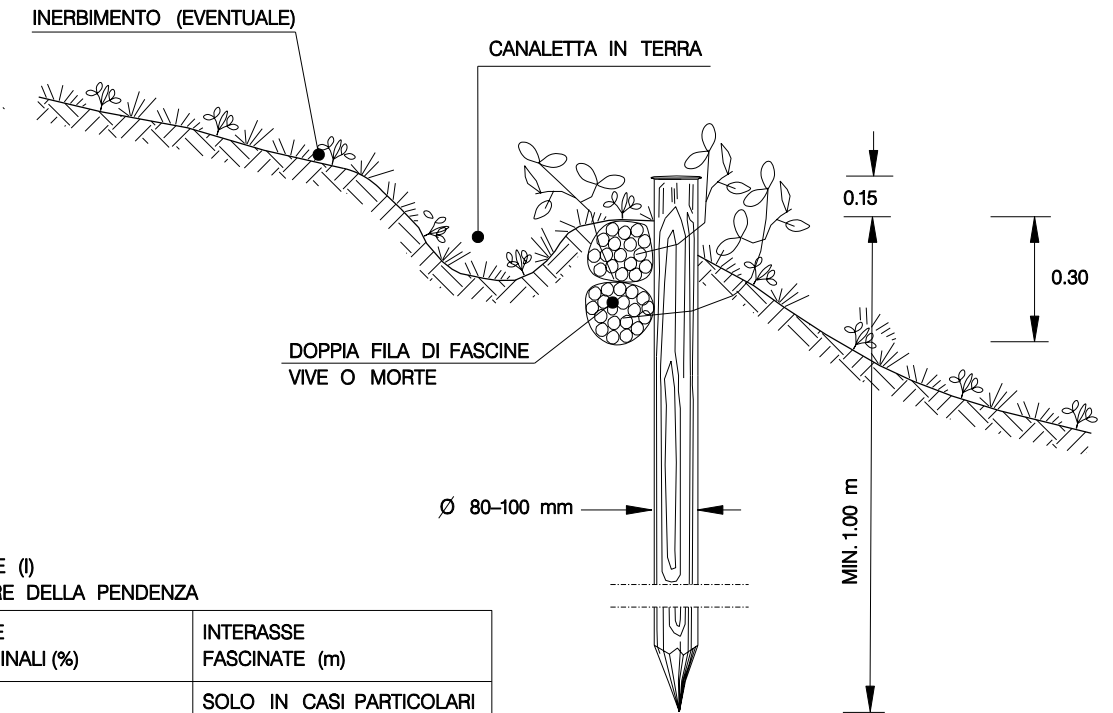 INERBIMENTO (EVENTUALE)
CANALETTA IN TERRA
0.15
0.30
DOPPIA FILA DI FASCINE
VIVE O MORTE
Ø 80–100 mm
MIN. 1.00 m
E (I)
RE DELLA PENDENZA
E
INALI (%)
INTERASSE
FASCINATE (m)
SOLO IN CASI PARTICOLARI